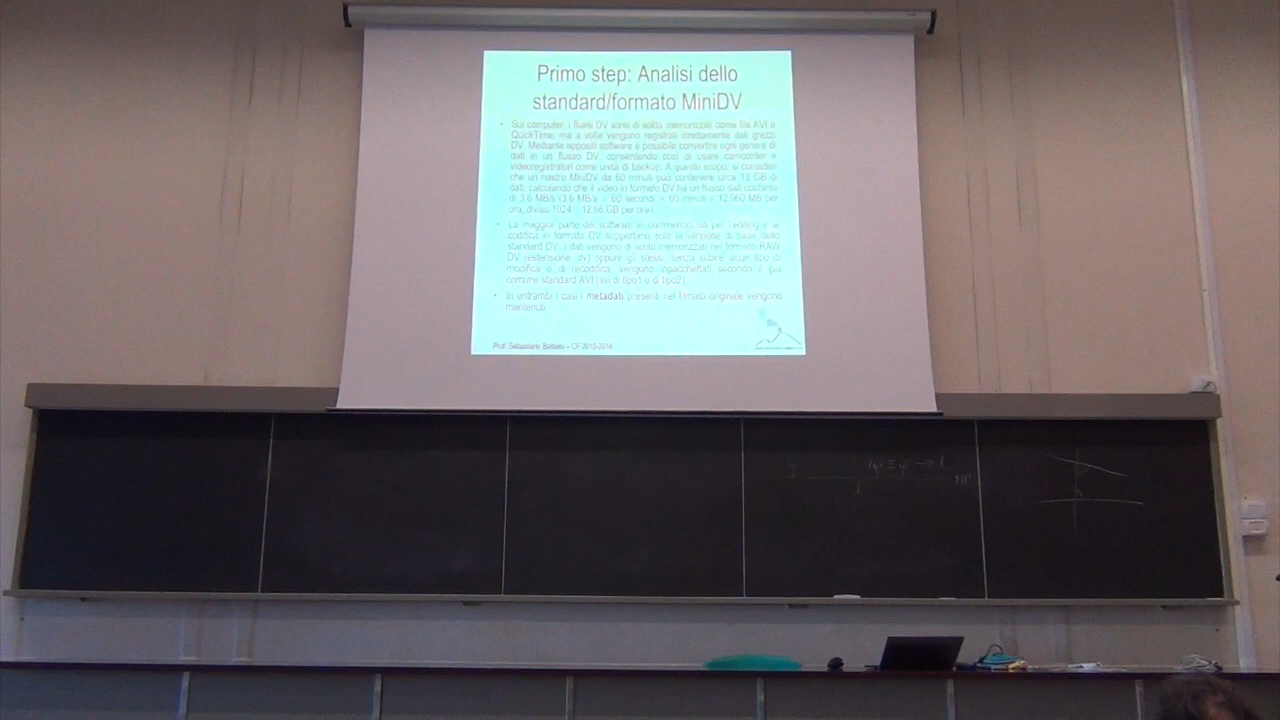 Primo step: Analisi dello
standard/formato MiniDV
• Sui computer, i flussi DV sono di solito memorizzati come file AVI o
QuickTime, ma a volte vengono registrati direttamente dati grezzi
DV. Mediante appositi software è possibile convertire ogni genere di
dati in un flusso DV, consentendo così di usare camcorder e
videoregistratori come unità di backup. A questo scopo, si consideri
che un nastro MiniDV da 60 minuti può contenere circa 13 GB di
dati, calcolando che il video in formato DV ha un flusso dati costante
di 3,6 MB/s (3,6 MB/s × 60 secondi × 60 minuti = 12.960 MB per
ora, diviso 1024 = 12,66 GB per ora).
• La maggior parte dei software in commercio sia per l'editing e la
codifica in formato DV supportano solo la versione di base dello
standard DV. I dati vengono di solito memorizzati nel formato RAW
DV (estensione .dv) oppure gli stessi, senza subire alcun tipo di
modifica o di recodifica, vengono inpacchettati secondo il più
comune standard AVI (avi di tipo1 o di tipo2).
• In entrambi i casi i metadati presenti nel filmato originale vengono
mantenuti.
Prof. Sebastiano Battiato – CF 2015-2016